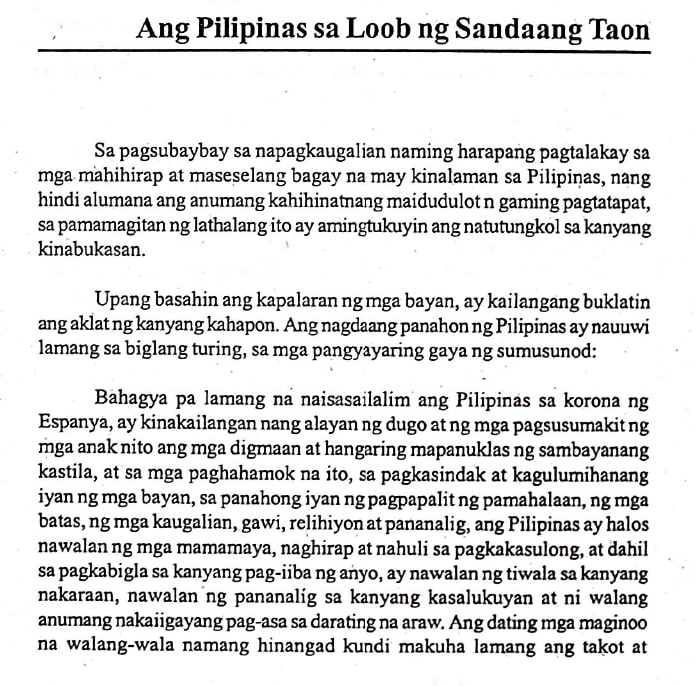 Ang Pilipinas sa Loob ng Sandaang Taon
Sa pagsubaybay sa napagkaugalian naming harapang pagtalakay sa
mga mahihirap at maseselang bagay na may kinalaman sa Pilipinas, nang
hindi alumana ang anumang kahihinatnang maidudulot n gaming pagtatapat,
sa pamamagitan ng lathalang ito ay amingtukuyin ang natutungkol sa kanyang
kinabukasan.
Upang basahin ang kapalaran ng mga bayan, ay kailangang buklatin
ang aklat ng kanyang kahapon. Ang nagdaang panahon ng Pilipinas ay nauuwi
lamang sa biglang turing, sa mga pangyayaring gaya ng sumusunod:
Bahagya pa lamang na naisasailalim ang Pilipinas sa korona ng
Espanya, ay kinakailangan nang alayan ng dugo at ng mga pagsusumakit ng
mga anak nito ang mga digmaan at hangaring mapanuklas ng sambayanang
kastila, at sa mga paghahamok na ito, sa pagkasindak at kagulumihanang
iyan ng mga bayan, sa panahong iyan ng pagpapalit ng pamahalaan, ng mga
batas, ng mga kaugalian, gawi, relihiyon at pananalig, ang Pilipinas ay halos
nawalan ng mga mamamaya, naghirap at nahuli sa pagkakasulong, at dahil
sa pagkabigla sa kanyang pag-iiba ng anyo, ay nawalan ng tiwala sa kanyang
nakaraan, nawalan ng pananalig sa kanyang kasalukuyan at ni walang
anumang nakaiigayang pag-asa sa darating na araw. Ang dating mga maginoo
na walang-wala namang hinangad kundi makuha lamang ang takot at